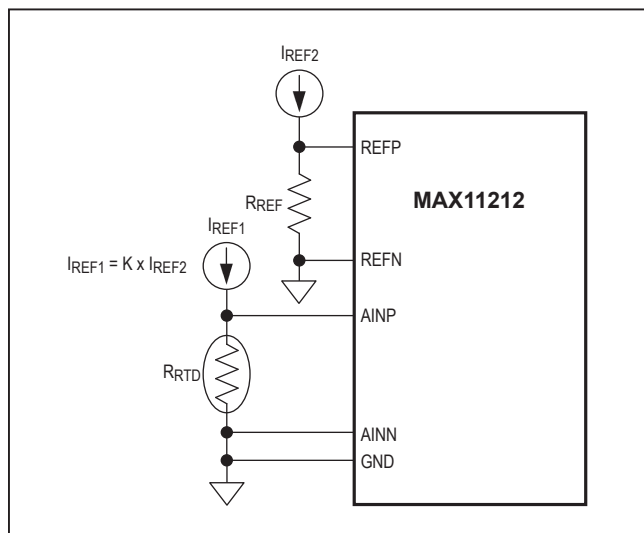 IREF2
REFP
MAX11212
RREF
IREF1
REFN
IREF1 = K x IREF2
AINP
RRTD
AINN
GND